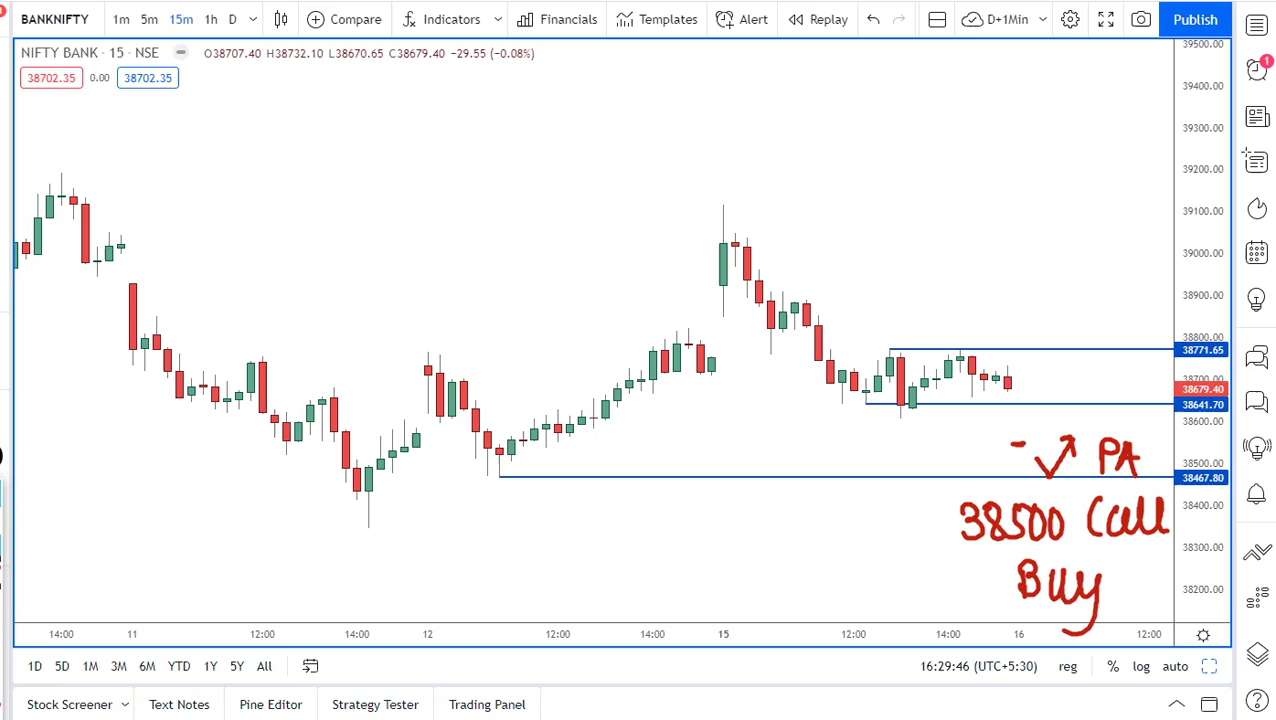 BANKNIFTY 1m 5m 15m 1h D Compare Indicators Financials Templates Alert Replay D+1Min Publish
NIFTY BANK · 15 · NSE O38707.40 H38732.10 L38670.65 C38679.40 -29.55 (-0.08%)
38702.35 0.00 38702.35
39500.00
39400.00
39300.00
39200.00
39100.00
39000.00
38900.00
38800.00
38771.65
38700.00
38679.40
38641.70
38600.00
38500.00
38467.80
38400.00
38300.00
38200.00
- PA
38500 Call
Buy
14:00 11 12:00 14:00 12 12:00 14:00 15 12:00 14:00 16 12:00
1D 5D 1M 3M 6M YTD 1Y 5Y All 16:29:46 (UTC+5:30) reg % log auto
Stock Screener Text Notes Pine Editor Strategy Tester Trading Panel
1